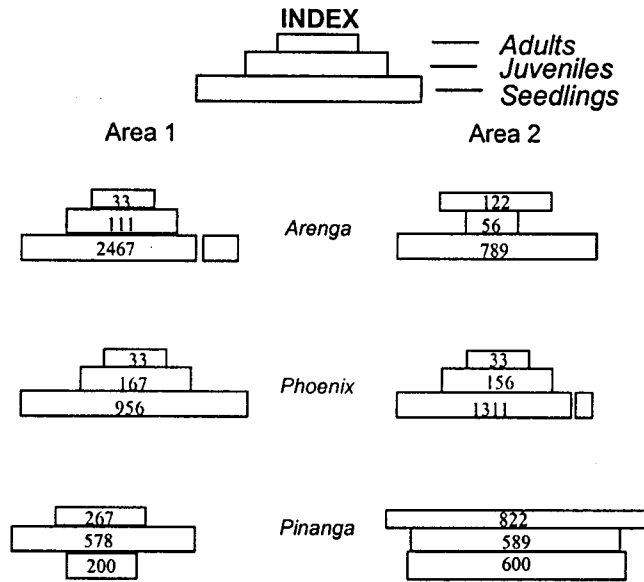 INDEX
Adults
Juveniles
Seedlings
Area 1 Area 2
33 122
111 Arenga 56
2467 789
33 33
167 Phoenix 156
956 1311
267 822
578 Pinanga 589
200 600